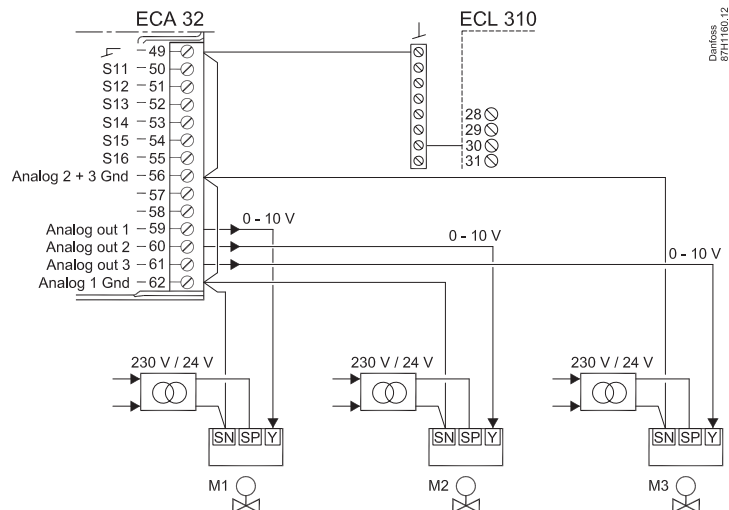 ECA 32
ECL 310
Danfoss
87H1160.12
49
S11 50
S12 51
S13 52
S14 53
S15 54
S16 55
Analog 2 + 3 Gnd 56
57
58
Analog out 1 59
Analog out 2 60
Analog out 3 61
Analog 1 Gnd 62
28
29
30
31
0 - 10 V
0 - 10 V
0 - 10 V
230 V / 24 V
230 V / 24 V
230 V / 24 V
SN SP Y
SN SP Y
SN SP Y
M1
M2
M3